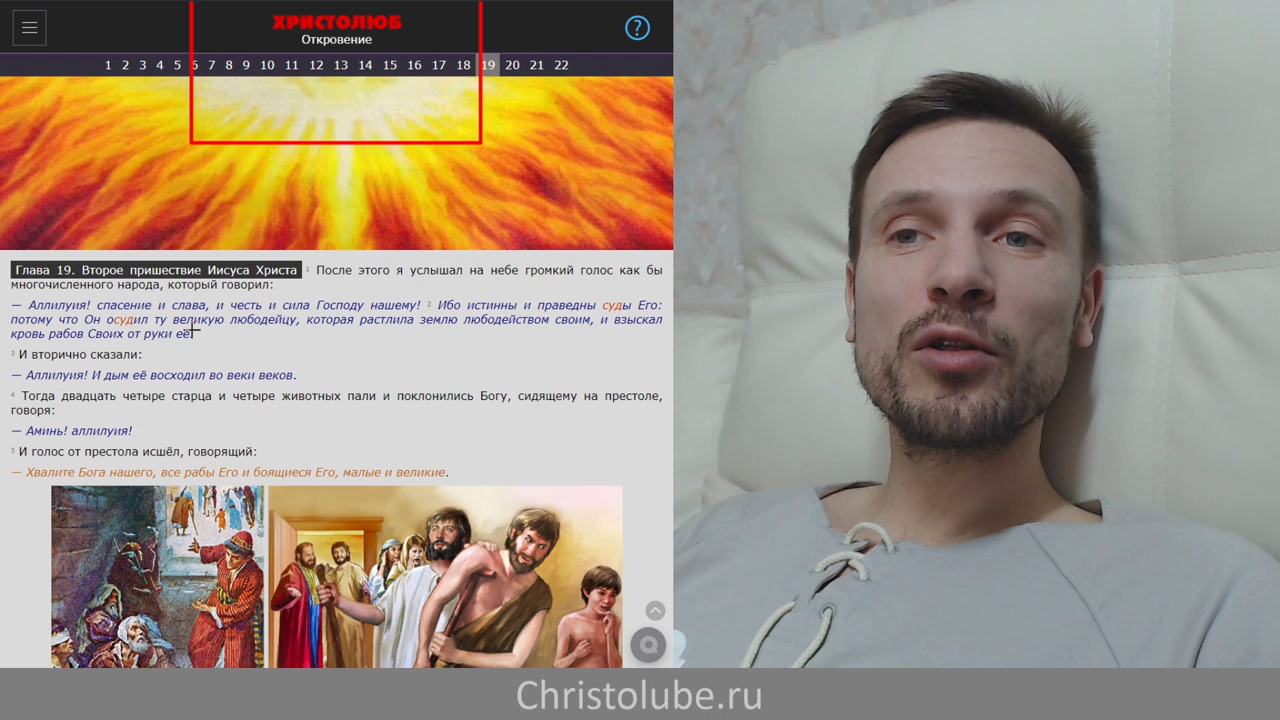 ХРИСТОЛЮБ
Откровение
?
1 2 3 4 5 6 7 8 9 10 11 12 13 14 15 16 17 18 19 20 21 22
Глава 19. Второе пришествие Иисуса Христа 1 После этого я услышал на небе громкий голос как бы
многочисленного народа, который говорил:
— Аллилуия! спасение и слава, и честь и сила Господу нашему! 2 Ибо истинны и праведны суды Его:
потому что Он осудил ту великую любодейцу, которая растлила землю любодейством своим, и взыскал
кровь рабов Своих от руки её.
3 И вторично сказали:
— Аллилуия! И дым её восходил во веки веков.
4 Тогда двадцать четыре старца и четыре животных пали и поклонились Богу, сидящему на престоле,
говоря:
— Аминь! аллилуия!
5 И голос от престола исшёл, говорящий:
— Хвалите Бога нашего, все рабы Его и боящиеся Его, малые и великие.
Christolube.ru